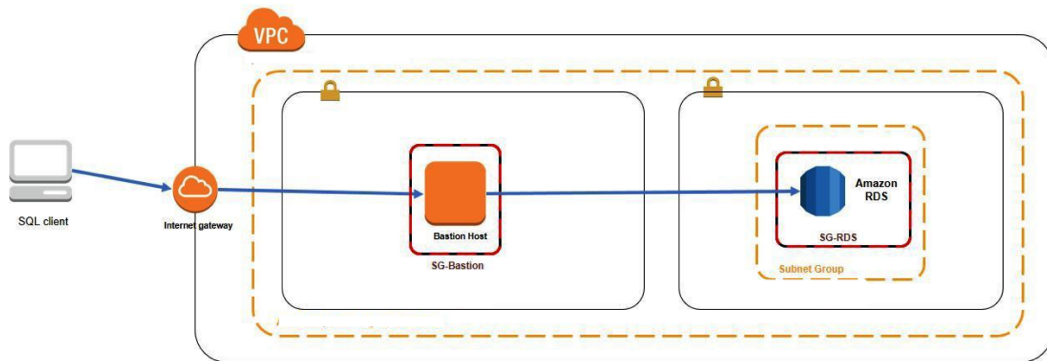 VPC
SQL client
Internet gateway
Bastion Host
SG-Bastion
Amazon
RDS
SG-RDS
Subnet Group